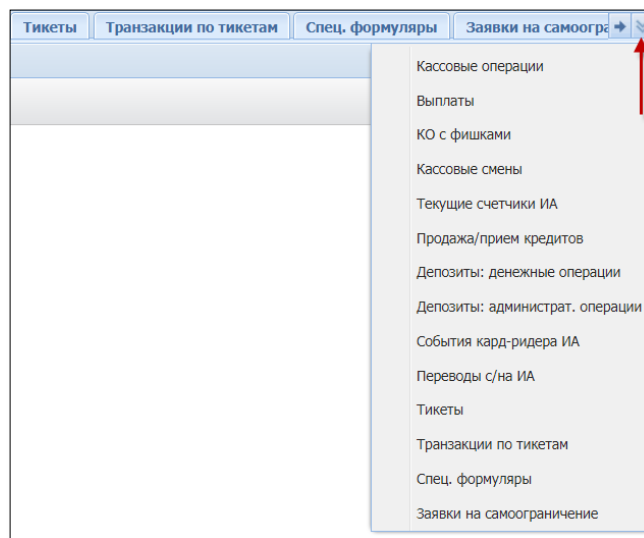 Тикеты Транзакции по тикетам Спец. формуляры Заявки на самоогра
Кассовые операции
Выплаты
КО с фишками
Кассовые смены
Текущие счетчики ИА
Продажа/прием кредитов
Депозиты: денежные операции
Депозиты: администрат. операции
События кард-ридера ИА
Переводы с/на ИА
Тикеты
Транзакции по тикетам
Спец. формуляры
Заявки на самоограничение